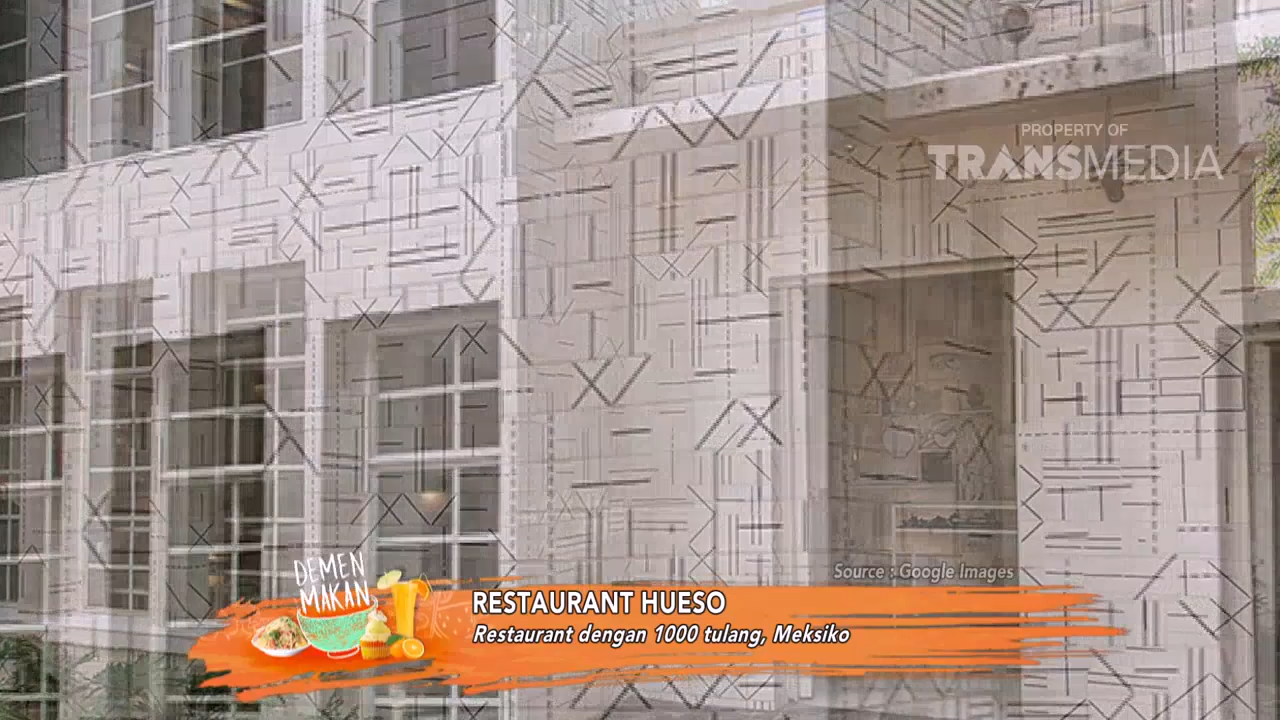 PROPERTY OF
TRANSMEDIA
Source : Google Images
DEMEN
MAKAN
RESTAURANT HUESO
Restaurant dengan 1000 tulang, Meksiko